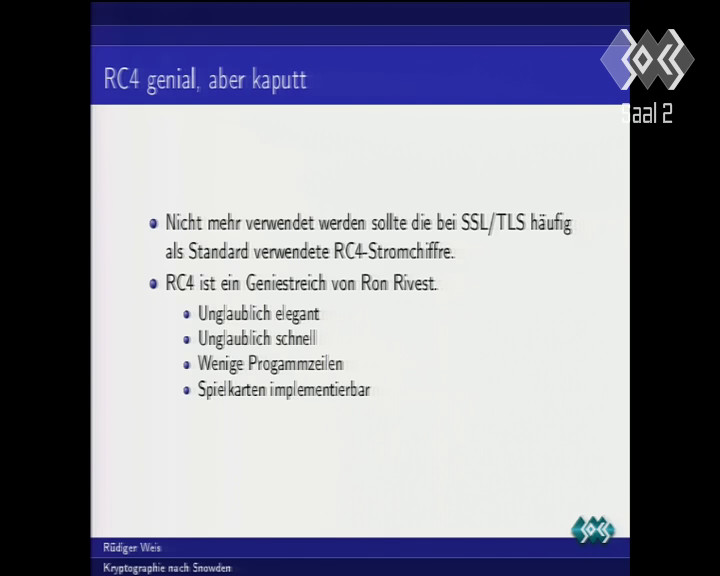 RC4 genial, aber kaputt
Saal 2
Nicht mehr verwendet werden sollte die bei SSL/TLS häufig
als Standard verwendete RC4-Stromchiffre.
RC4 ist ein Geniestreich von Ron Rivest.
Unglaublich elegant
Unglaublich schnell
Wenige Progammzeilen
Spielkarten implementierbar
Rüdiger Weis
Kryptographie nach Snowden